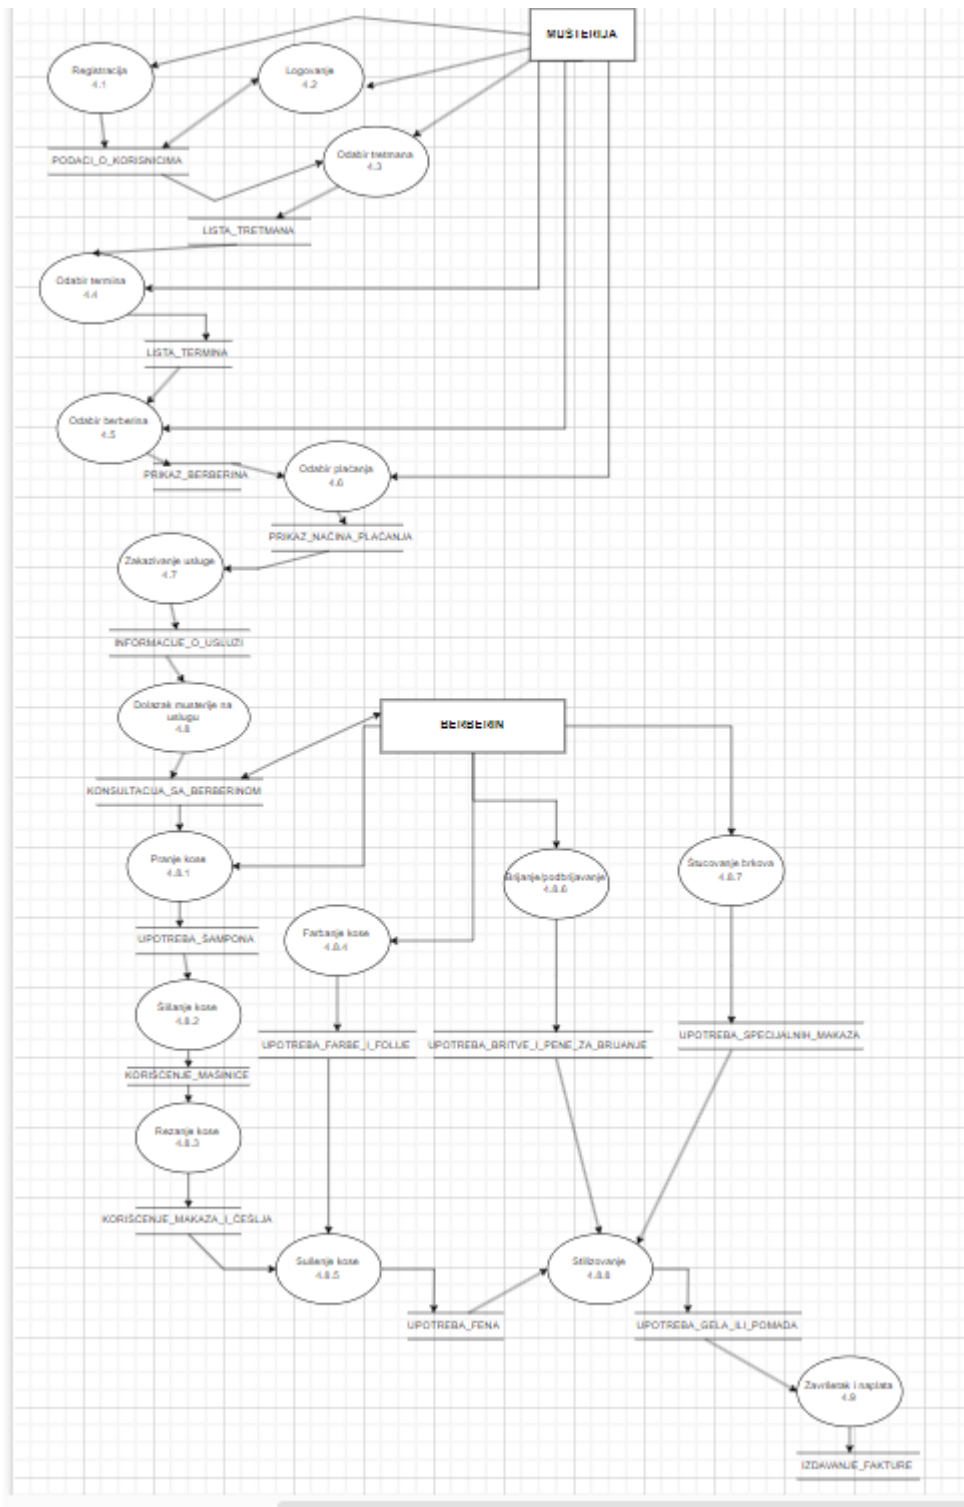 MUŠTERIJA
Registracija
4.1
Logovanje
4.2
Odabir tretmana
4.3
PODACI_O_KORISNICIMA
LISTA_TRETMANA
Odabir termina
4.4
LISTA_TERMINA
Odabir berberina
4.5
PRIKAZ_BERBERINA
Odabir plaćanja
4.6
PRIKAZ_NAČINA_PLAĆANJA
Zakazivanje usluge
4.7
INFORMACIJE_O_USLUZI
Dolazak musterije na
uslugu
4.8
BERBERIN
KONSULTACIJA_SA_BERBERINOM
Pranje kose
4.8.1
Brijanje/podbrijavanje
4.8.6
Štucovanje brkova
4.8.7
UPOTREBA_ŠAMPONA
Farbanje kose
4.8.4
Šišanje kose
4.8.2
UPOTREBA_FARBE_I_FOLIJE
UPOTREBA_BRITVE_I_PENE_ZA_BRIJANJE
UPOTREBA_SPECIJALNIH_MAKAZA
KORIŠĆENJE_MAŠINICE
Rezanje kose
4.8.3
KORIŠĆENJE_MAKAZA_I_ČEŠLJA
Sušenje kose
4.8.5
Stilizovanje
4.8.8
UPOTREBA_FENA
UPOTREBA_GELA_ILI_POMADA
Završetak i naplata
4.9
IZDAVANJE_FAKTURE